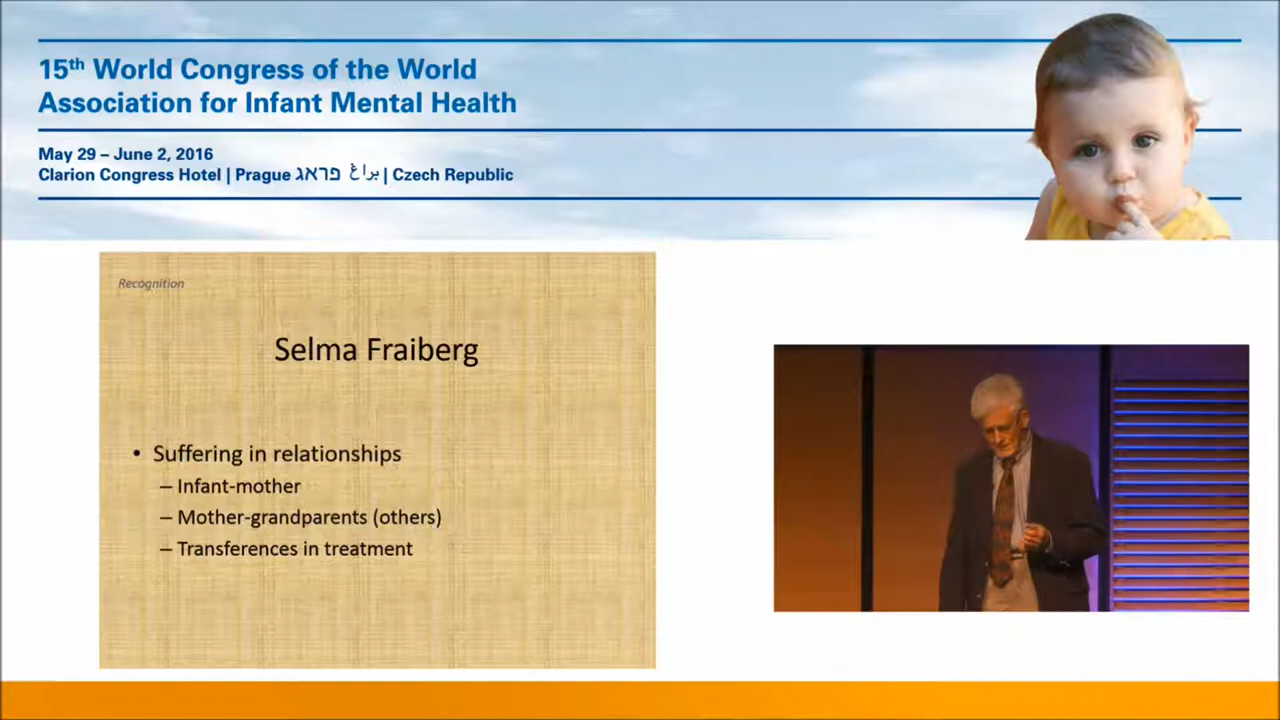 15th World Congress of the World
Association for Infant Mental Health
May 29 – June 2, 2016
Clarion Congress Hotel | Prague פראג براغ | Czech Republic
Recognition
Selma Fraiberg
• Suffering in relationships
– Infant-mother
– Mother-grandparents (others)
– Transferences in treatment